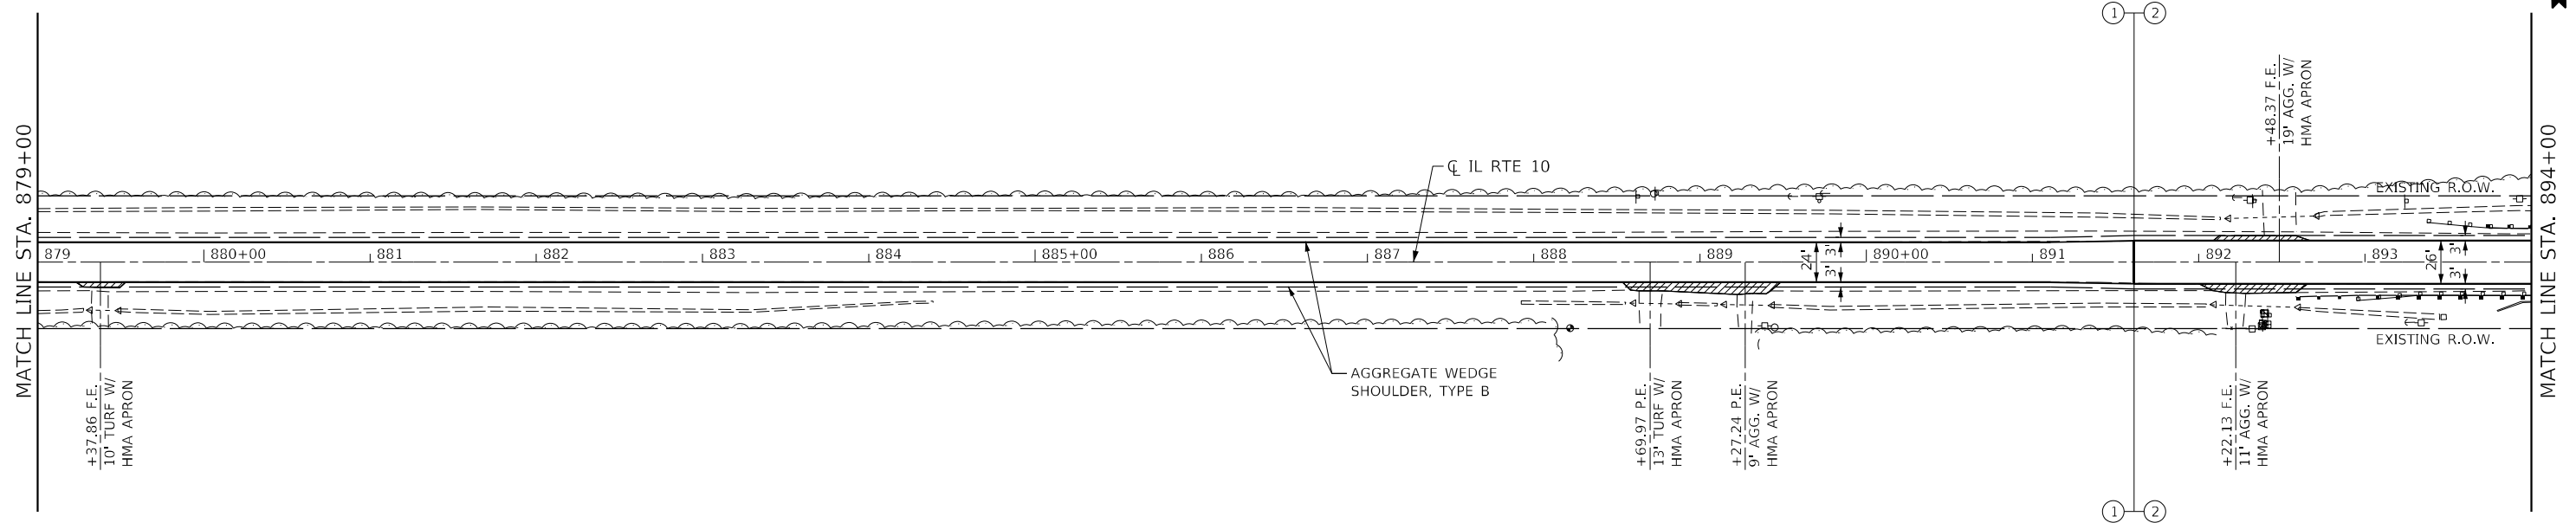 1 2
MATCH LINE STA. 879+00
+48.37 F.E.
19' AGG. W/
HMA APRON
MATCH LINE STA. 894+00
℄ IL RTE 10
EXISTING R.O.W.
879 880+00 881 882 883 884 885+00 886 887 888 889 890+00 891 892 893
24' 3' 3'
26' 3' 3'
EXISTING R.O.W.
AGGREGATE WEDGE
SHOULDER, TYPE B
+37.86 F.E.
10' TURF W/
HMA APRON
+69.97 P.E.
13' TURF W/
HMA APRON
+27.24 P.E.
9' AGG. W/
HMA APRON
+22.13 F.E.
11' AGG. W/
HMA APRON
1 2